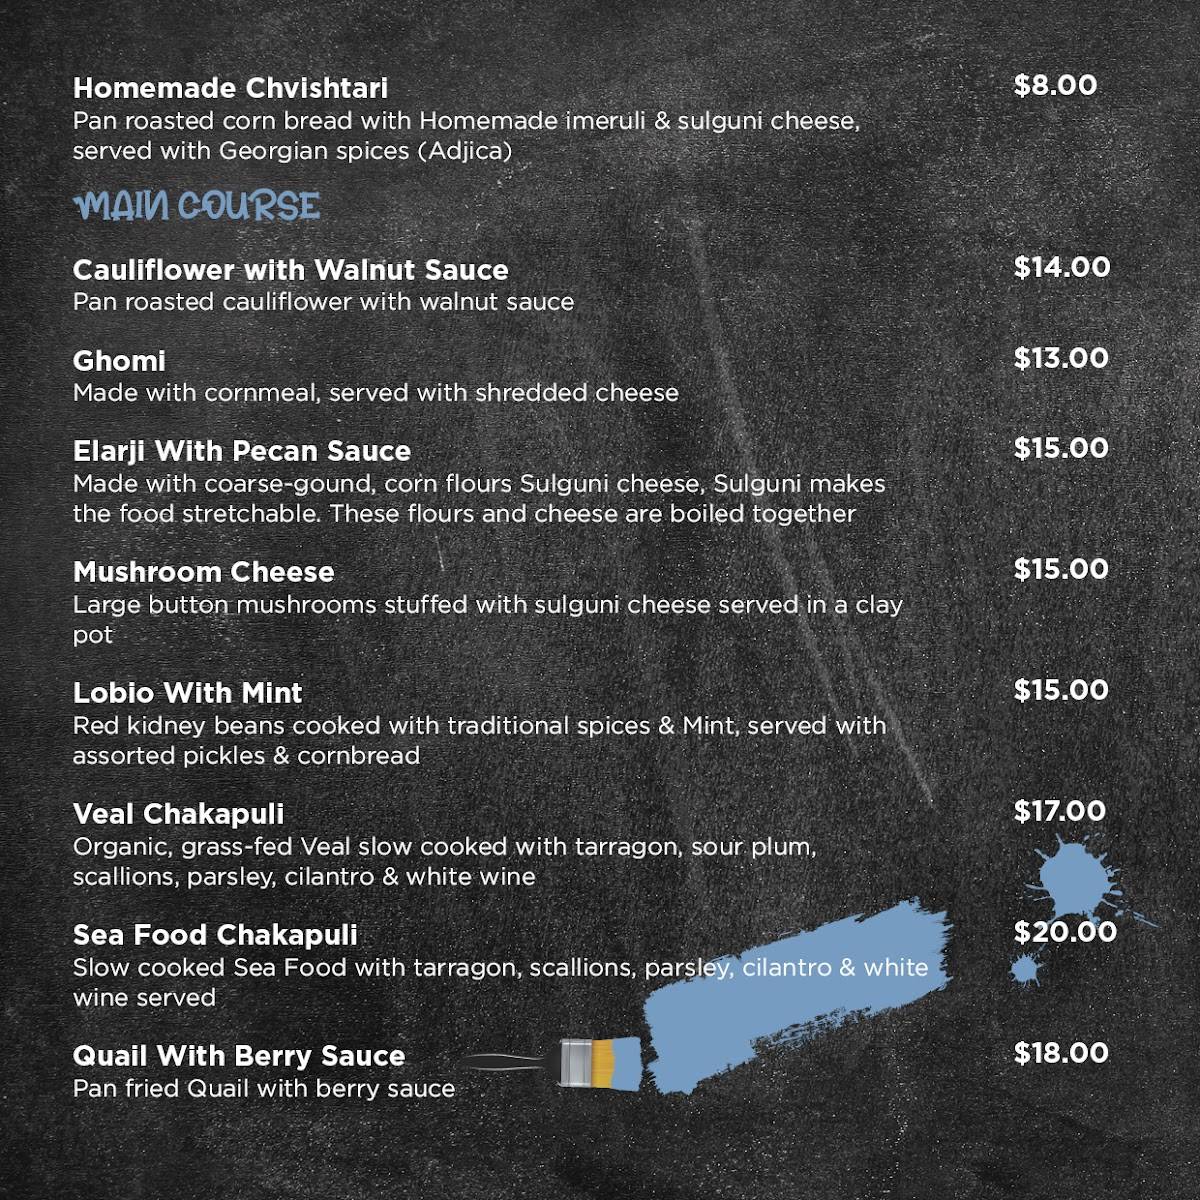 Homemade Chvishtari $8.00
Pan roasted corn bread with Homemade imeruli & sulguni cheese,
served with Georgian spices (Adjica)
MAIN COURSE
Cauliflower with Walnut Sauce $14.00
Pan roasted cauliflower with walnut sauce
Ghomi $13.00
Made with cornmeal, served with shredded cheese
Elarji With Pecan Sauce $15.00
Made with coarse-gound, corn flours Sulguni cheese, Sulguni makes
the food stretchable. These flours and cheese are boiled together
Mushroom Cheese $15.00
Large button mushrooms stuffed with sulguni cheese served in a clay
pot
Lobio With Mint $15.00
Red kidney beans cooked with traditional spices & Mint, served with
assorted pickles & cornbread
Veal Chakapuli $17.00
Organic, grass-fed Veal slow cooked with tarragon, sour plum,
scallions, parsley, cilantro & white wine
Sea Food Chakapuli $20.00
Slow cooked Sea Food with tarragon, scallions, parsley, cilantro & white
wine served
Quail With Berry Sauce $18.00
Pan fried Quail with berry sauce